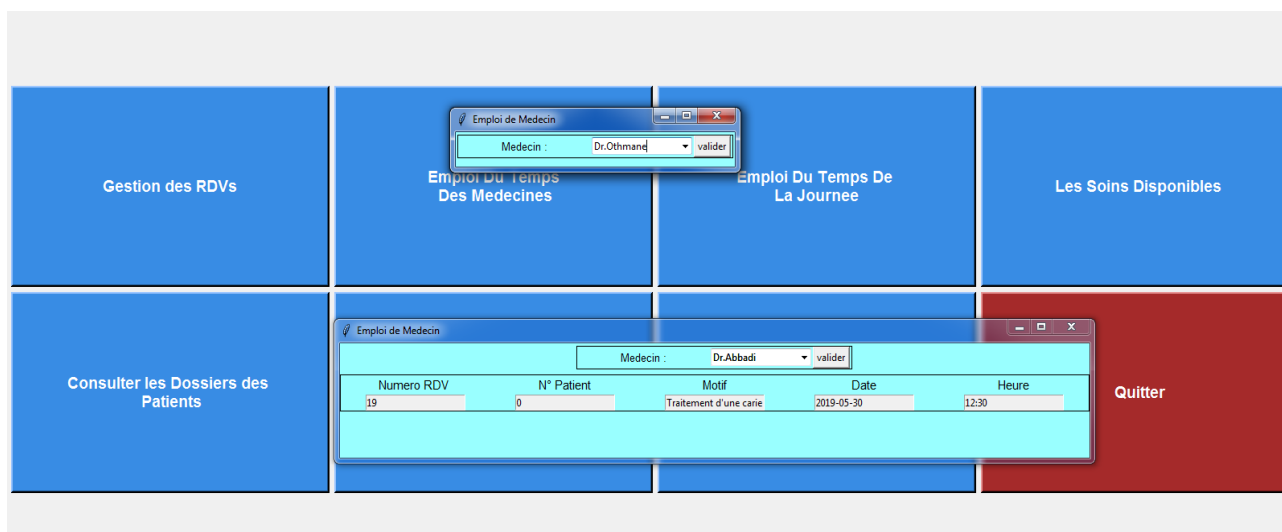 Emploi de Medecin
Medecin :
Dr.Othmane
valider
Gestion des RDVs
Emploi Du Temps
Des Medecines
Emploi Du Temps De
La Journee
Les Soins Disponibles
Consulter les Dossiers des
Patients
Emploi de Medecin
Medecin :
Dr.Abbadi
valider
Numero RDV
N° Patient
Motif
Date
Heure
19
0
Traitement d'une carie
2019-05-30
12:30
Quitter